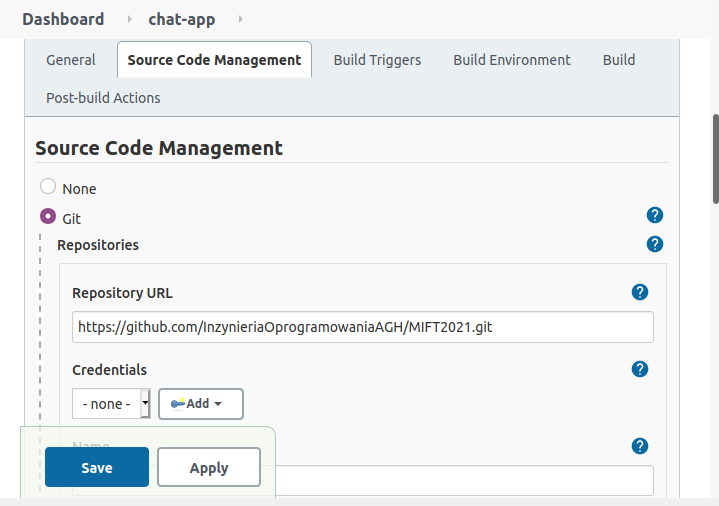 Dashboard chat-app
General Source Code Management Build Triggers Build Environment Build
Post-build Actions
Source Code Management
None
Git
?
Repositories
?
Repository URL
?
https://github.com/InzynieriaOprogramowaniaAGH/MIFT2021.git
Credentials
?
- none -
Add
Name
?
Save
Apply